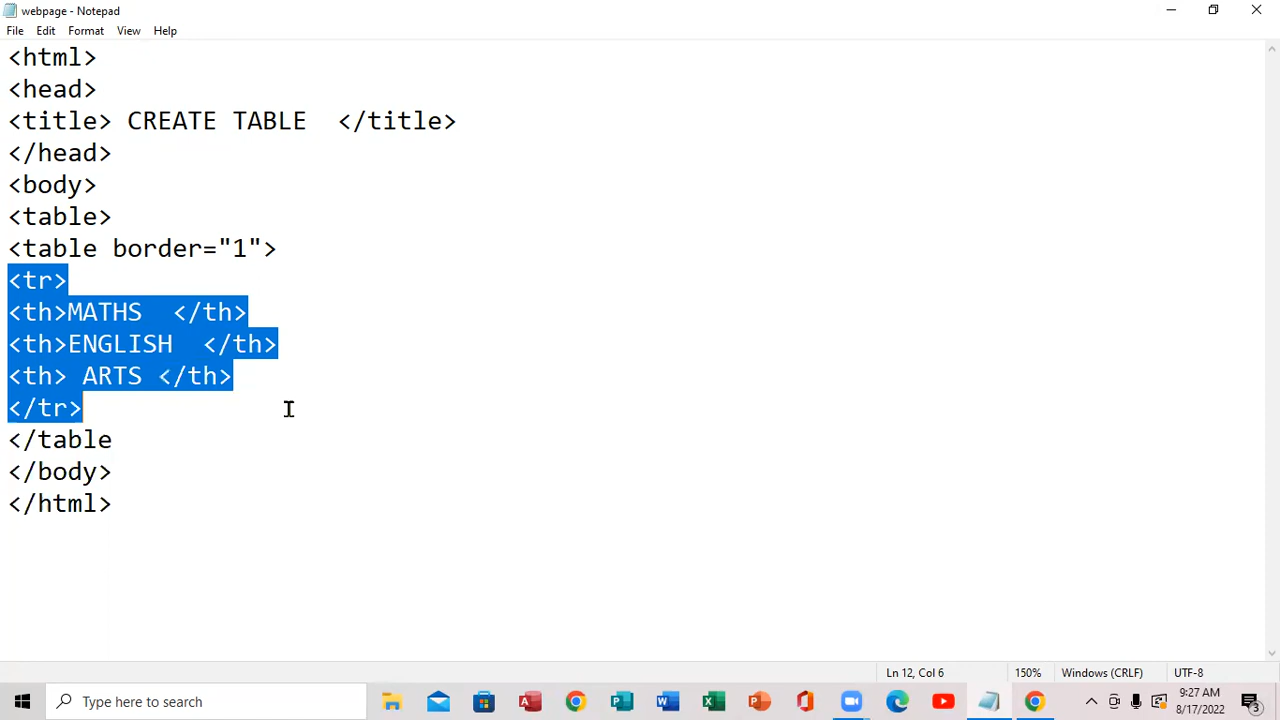 webpage - Notepad
File Edit Format View Help
<html>
<head>
<title> CREATE TABLE  </title>
</head>
<body>
<table>
<table border="1">
<tr>
<th>MATHS  </th>
<th>ENGLISH  </th>
<th> ARTS </th>
</tr>
</table
</body>
</html>
Ln 12, Col 6 150% Windows (CRLF) UTF-8
Type here to search
9:27 AM
8/17/2022
3